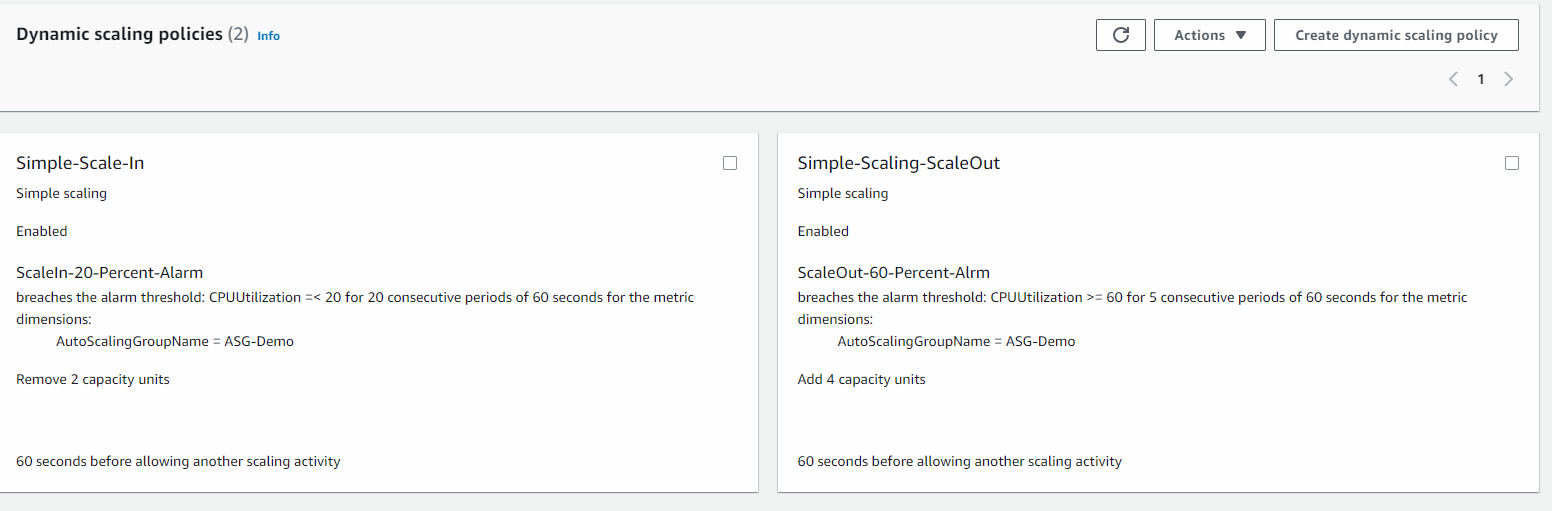 Dynamic scaling policies (2) Info
Actions ▼
Create dynamic scaling policy
1
Simple-Scale-In
Simple scaling
Enabled
ScaleIn-20-Percent-Alarm
breaches the alarm threshold: CPUUtilization =< 20 for 20 consecutive periods of 60 seconds for the metric
dimensions:
AutoScalingGroupName = ASG-Demo
Remove 2 capacity units
60 seconds before allowing another scaling activity
Simple-Scaling-ScaleOut
Simple scaling
Enabled
ScaleOut-60-Percent-Alrm
breaches the alarm threshold: CPUUtilization >= 60 for 5 consecutive periods of 60 seconds for the metric
dimensions:
AutoScalingGroupName = ASG-Demo
Add 4 capacity units
60 seconds before allowing another scaling activity